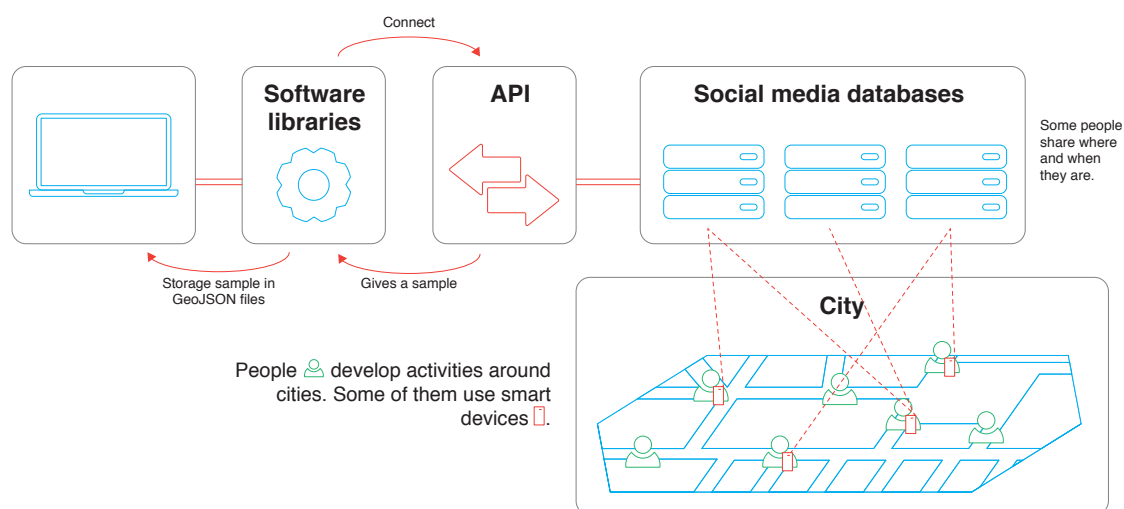 Connect
Software
libraries
API
Social media databases
Some people
share where
and when
they are.
Storage sample in
GeoJSON files
Gives a sample
City
People develop activities around
cities. Some of them use smart
devices .